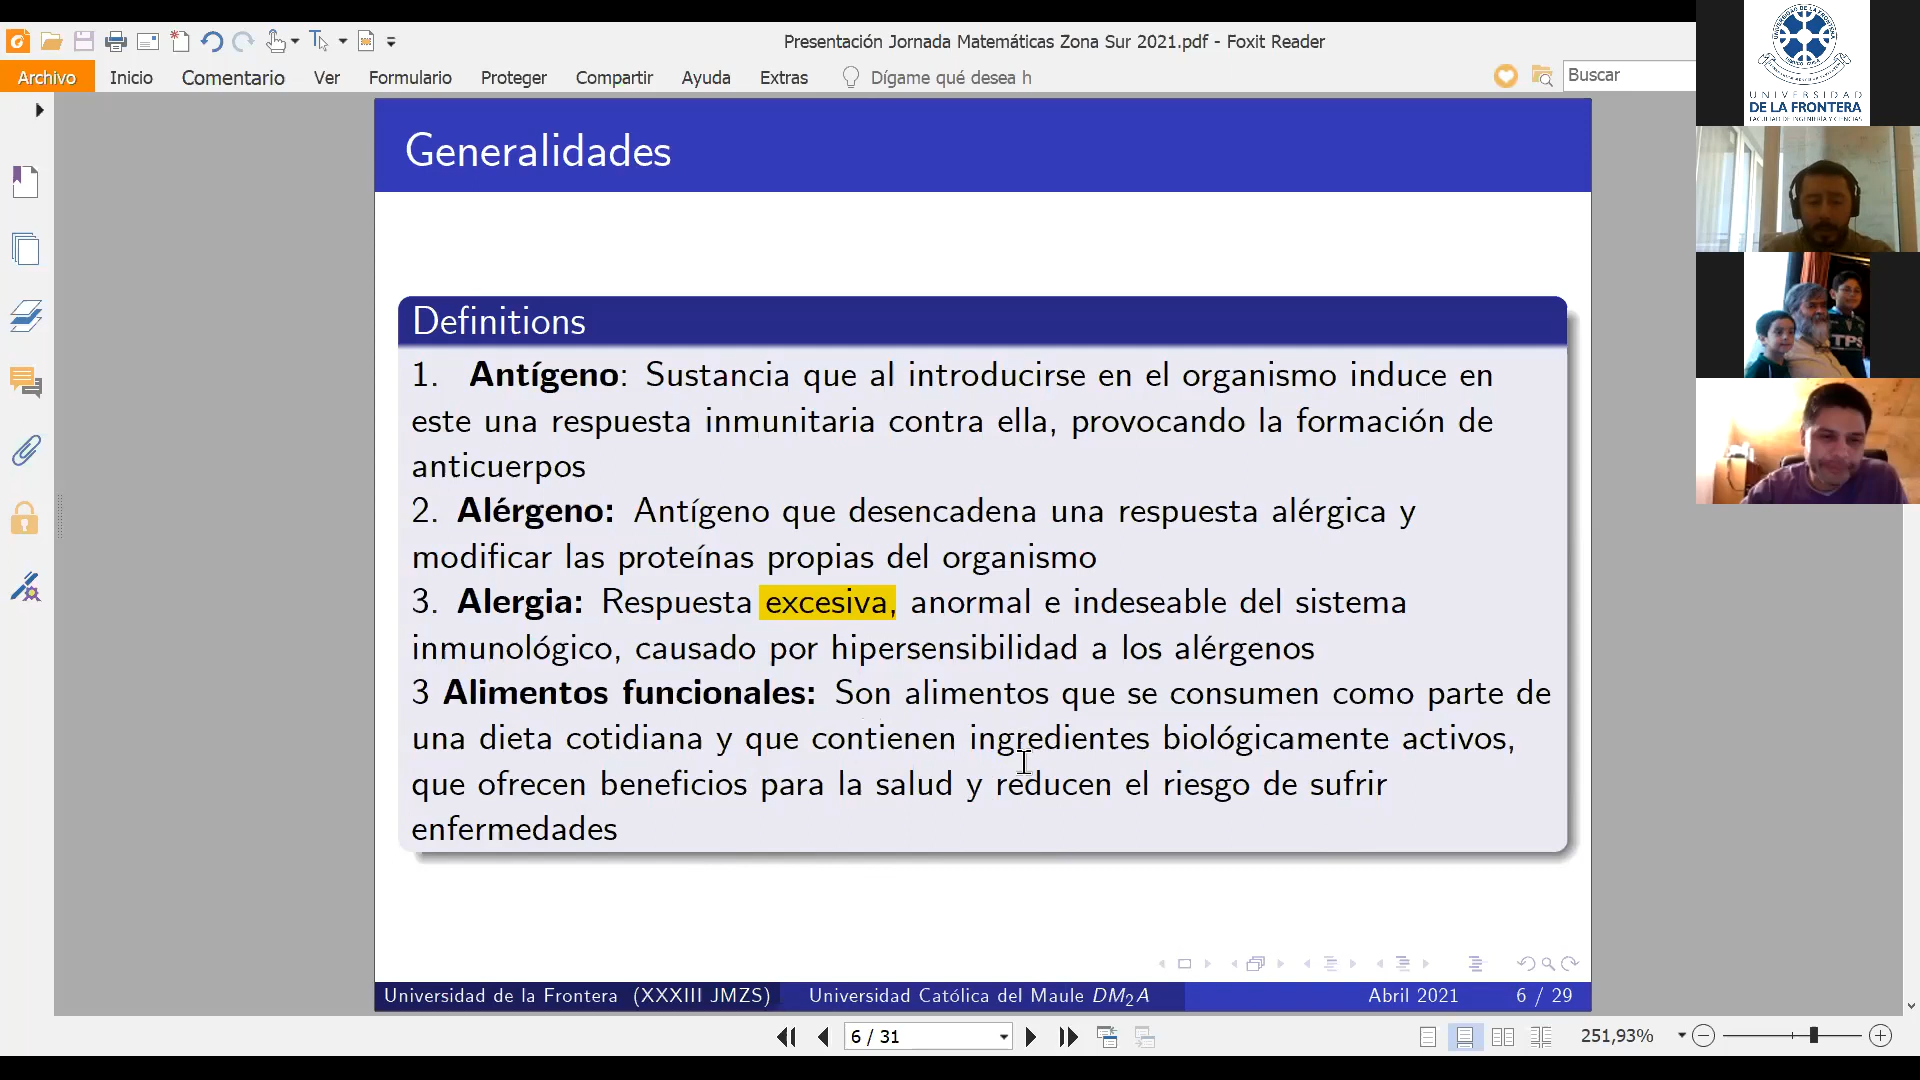 Presentación Jornada Matemáticas Zona Sur 2021.pdf - Foxit Reader
Archivo Inicio Comentario Ver Formulario Proteger Compartir Ayuda Extras Dígame qué desea h Buscar
UNIVERSIDAD
DE LA FRONTERA
FACULTAD DE INGENIERÍA Y CIENCIAS
TPS
Generalidades
Definitions
1. Antígeno: Sustancia que al introducirse en el organismo induce en
este una respuesta inmunitaria contra ella, provocando la formación de
anticuerpos
2. Alérgeno: Antígeno que desencadena una respuesta alérgica y
modificar las proteínas propias del organismo
3. Alergia: Respuesta excesiva, anormal e indeseable del sistema
inmunológico, causado por hipersensibilidad a los alérgenos
3 Alimentos funcionales: Son alimentos que se consumen como parte de
una dieta cotidiana y que contienen ingredientes biológicamente activos,
que ofrecen beneficios para la salud y reducen el riesgo de sufrir
enfermedades
Universidad de la Frontera (XXXIII JMZS) Universidad Católica del Maule DM₂A Abril 2021 6 / 29
6 / 31 251,93%